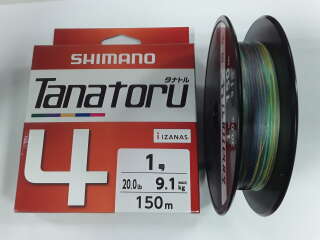 SHIMANO
タナトル
Tanatoru
IZANAS
4
1号
20.0lb 9.1kg
150m